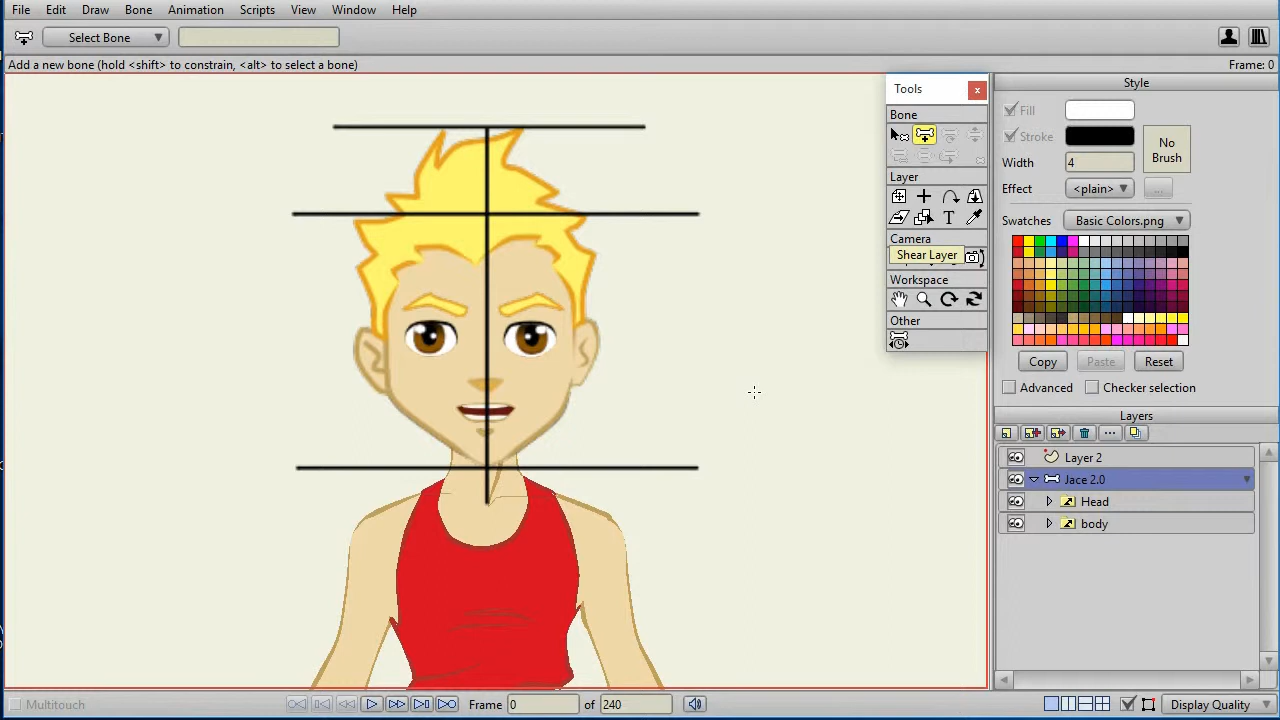 File Edit Draw Bone Animation Scripts View Window Help
Select Bone
Add a new bone (hold <shift> to constrain, <alt> to select a bone)
Frame: 0
Tools
x
Bone
Layer
T
Camera
Shear Layer
Workspace
Other
Style
Fill
Stroke
No
Brush
Width 4
Effect <plain> ...
Swatches Basic Colors.png
Copy Paste Reset
Advanced Checker selection
Layers
Layer 2
Jace 2.0
Head
body
Multitouch
Frame 0 of 240
Display Quality